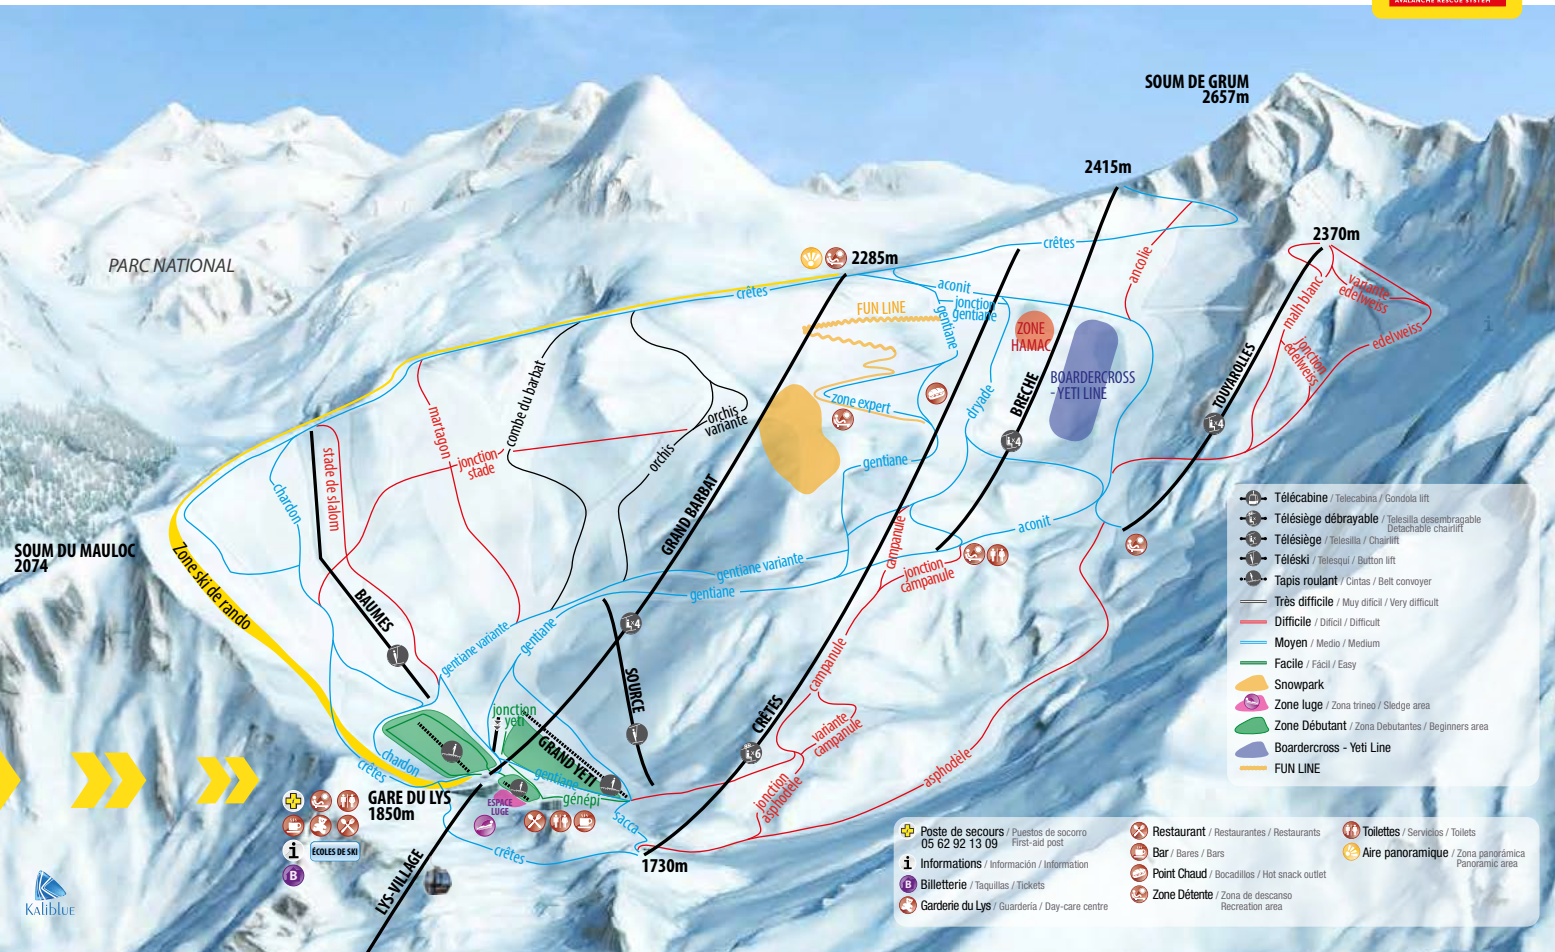 AVALANCHE RESCUE SYSTEM
SOUM DE GRUM
2657m
2415m
2370m
PARC NATIONAL
2285m
crêtes
crêtes
ancolie
aconit
jonction
gentiane
gentiane
FUN LINE
ZONE
HAMAC
BOARDERCROSS
- YETI LINE
malh blanc
variante
edelweiss
edelweiss
jonction
edelweiss
TOUYAROLLES
4
BRECHE
4
dryade
zone expert
combe du barbat
orchis
variante
orchis
martagon
jonction
stade
stade de slalom
chardon
gentiane
GRAND BARBAT
4
campanule
aconit
jonction
campanule
gentiane variante
gentiane
SOUM DU MAULOC
2074
Zone ski de rando
BAUMES
gentiane variante
gentiane
SOURCE
campanule
CRÊTES
6
variante
campanule
jonction
asphodèle
asphodèle
jonction
yeti
GRAND YETI
gentiane
génépi
sacca
chardon
crêtes
crêtes
ESPACE
LUGE
GARE DU LYS
1850m
i
ÉCOLES DE SKI
B
LYS-VILLAGE
1730m
KALIBLUE
i
Télécabine / Telecabina / Gondola lift
Télésiège débrayable / Telesilla desembragable
Detachable chairlift
Télésiège / Telesilla / Chairlift
Téléski / Telesquí / Button lift
Tapis roulant / Cintas / Belt convoyer
Très difficile / Muy difícil / Very difficult
Difficile / Difícil / Difficult
Moyen / Medio / Medium
Facile / Fácil / Easy
Snowpark
Zone luge / Zona trineo / Sledge area
Zone Débutant / Zona Debutantes / Beginners area
Boardercross - Yeti Line
FUN LINE
Poste de secours / Puestos de socorro
05 62 92 13 09 First-aid post
i Informations / Información / Information
B Billetterie / Taquillas / Tickets
Garderie du Lys / Guardería / Day-care centre
Restaurant / Restaurantes / Restaurants
Bar / Bares / Bars
Point Chaud / Bocadillos / Hot snack outlet
Zone Détente / Zona de descanso
Recreation area
Toilettes / Servicios / Toilets
Aire panoramique / Zona panorámica
Panoramic area